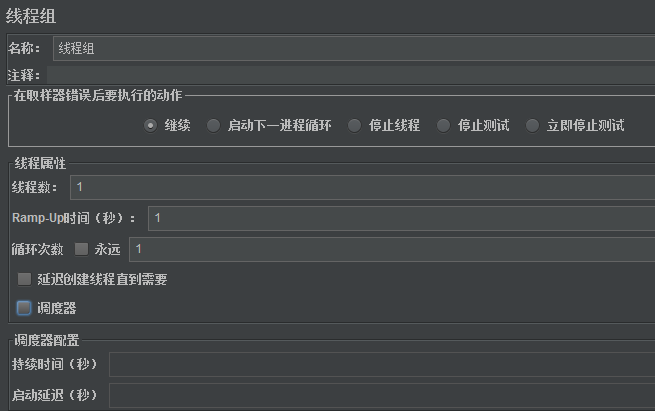 线程组
名称： 线程组
注释：
在取样器错误后要执行的动作
继续 启动下一进程循环 停止线程 停止测试 立即停止测试
线程属性
线程数： 1
Ramp-Up时间（秒）： 1
循环次数 永远 1
延迟创建线程直到需要
调度器
调度器配置
持续时间（秒）
启动延迟（秒）